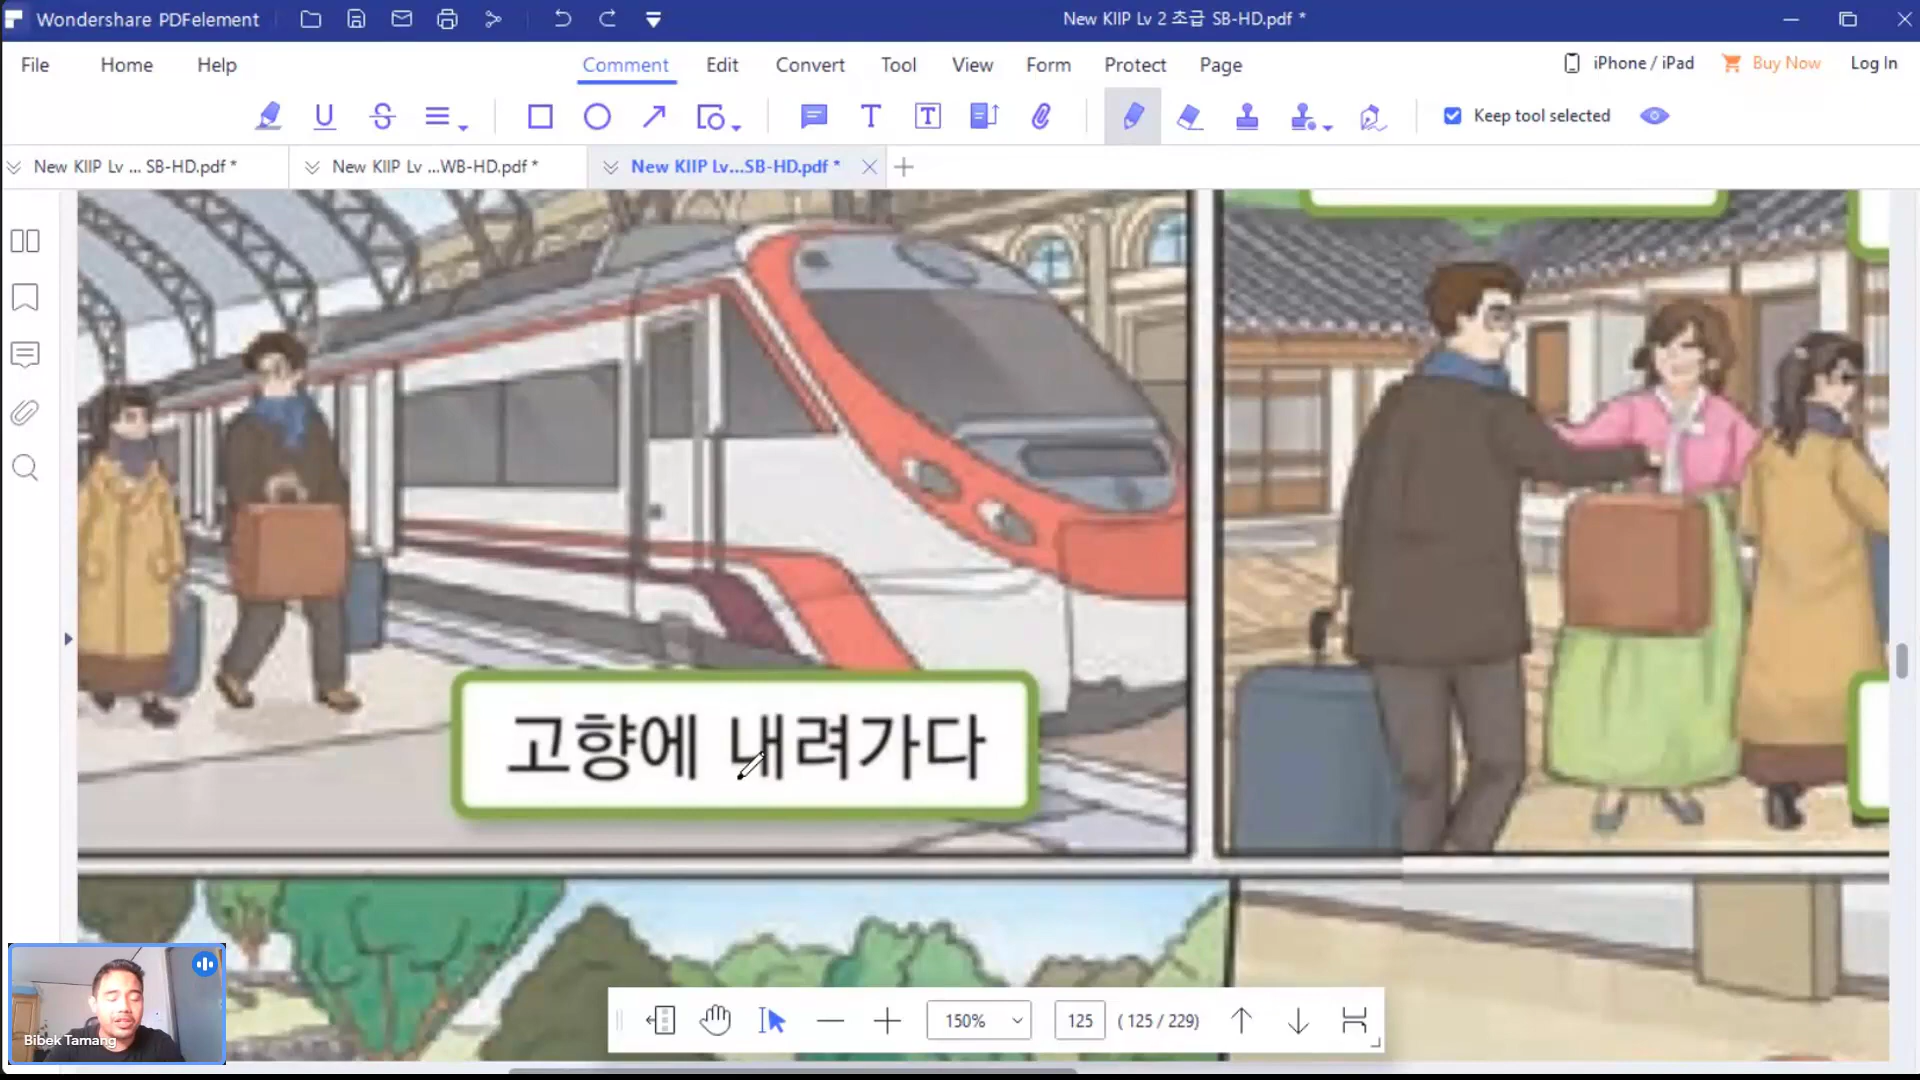 Wondershare PDFelement
New KIIP Lv 2 초급 SB-HD.pdf *
File Home Help Comment Edit Convert Tool View Form Protect Page iPhone / iPad Buy Now Log In
Keep tool selected
New KIIP Lv ... SB-HD.pdf * New KIIP Lv ...WB-HD.pdf * New KIIP Lv...SB-HD.pdf *
고향에 내려가다
Bibek Tamang
150% 125 ( 125 / 229)